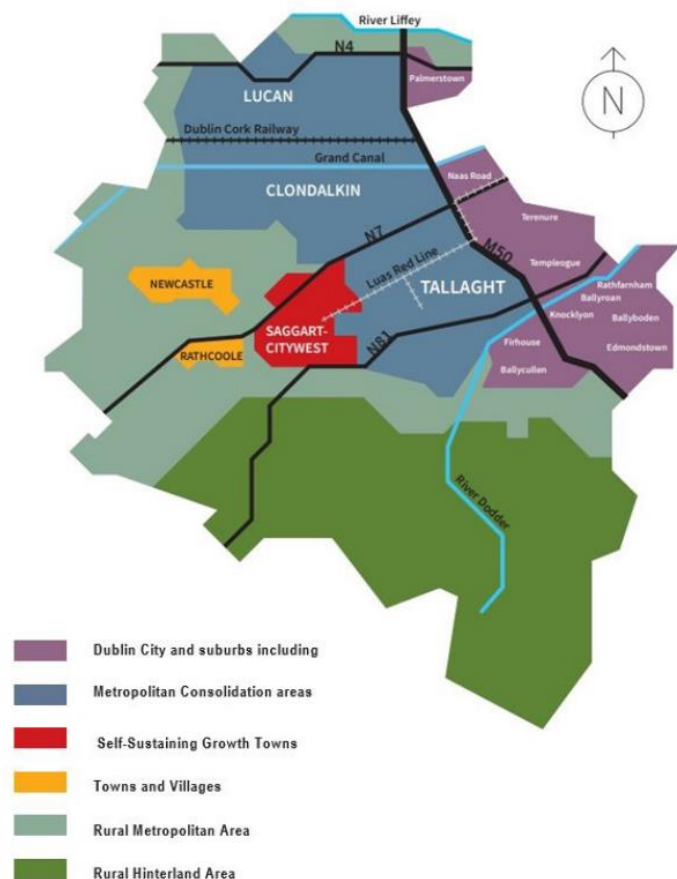 River Liffey
N4
Palmerstown
N
LUCAN
Dublin Cork Railway
Grand Canal
Naas Road
CLONDALKIN
Terenure
N7
M50
Templeogue
Luas Red Line
NEWCASTLE
TALLAGHT
Rathfarnham
Ballyroan
Knocklyon
Ballyboden
SAGGART-
CITYWEST
N81
Firhouse
Edmondstown
RATHCOOLE
Ballycullen
River Dodder
Dublin City and suburbs including
Metropolitan Consolidation areas
Self-Sustaining Growth Towns
Towns and Villages
Rural Metropolitan Area
Rural Hinterland Area